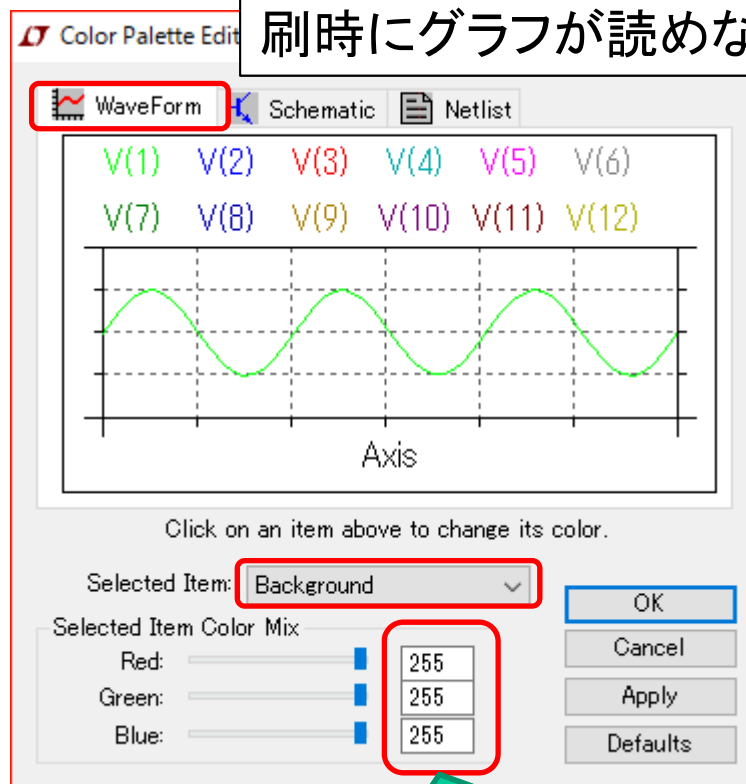 Color Palette Edit
刷時にグラフが読めな
WaveForm Schematic Netlist
V(1) V(2) V(3) V(4) V(5) V(6)
V(7) V(8) V(9) V(10) V(11) V(12)
Axis
Click on an item above to change its color.
Selected Item: Background
Selected Item Color Mix
Red: 255
Green: 255
Blue: 255
OK
Cancel
Apply
Defaults